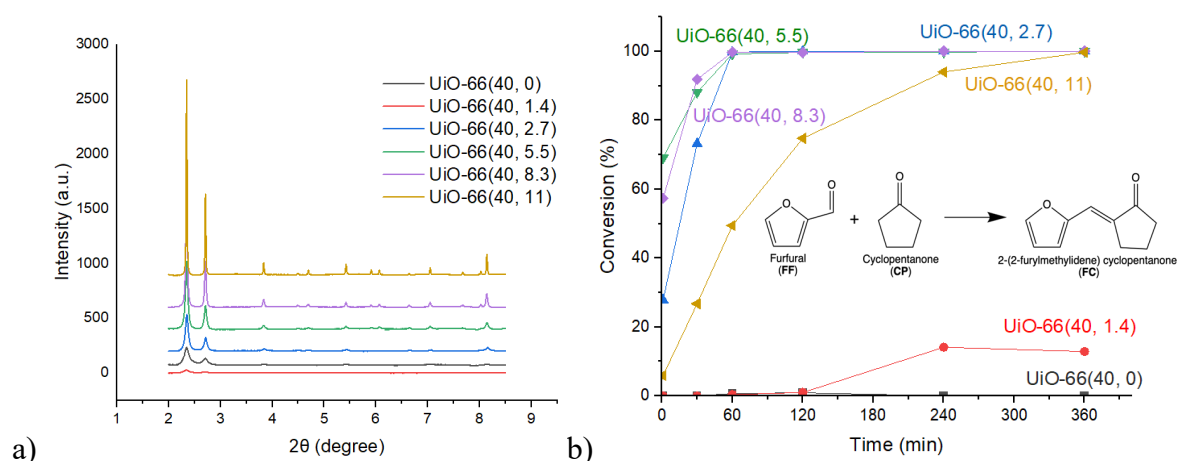 a)
Intensity (a.u.)
3000
2500
2000
1500
1000
500
0
1 2 3 4 5 6 7 8 9
2θ (degree)
UiO-66(40, 0)
UiO-66(40, 1.4)
UiO-66(40, 2.7)
UiO-66(40, 5.5)
UiO-66(40, 8.3)
UiO-66(40, 11)
b)
Conversion (%)
100
80
60
40
20
0
0 60 120 180 240 300 360
Time (min)
UiO-66(40, 5.5)
UiO-66(40, 2.7)
UiO-66(40, 11)
UiO-66(40, 8.3)
O
O
+
O
O
O
Furfural
(FF)
Cyclopentanone
(CP)
2-(2-furylmethylidene) cyclopentanone
(FC)
UiO-66(40, 1.4)
UiO-66(40, 0)